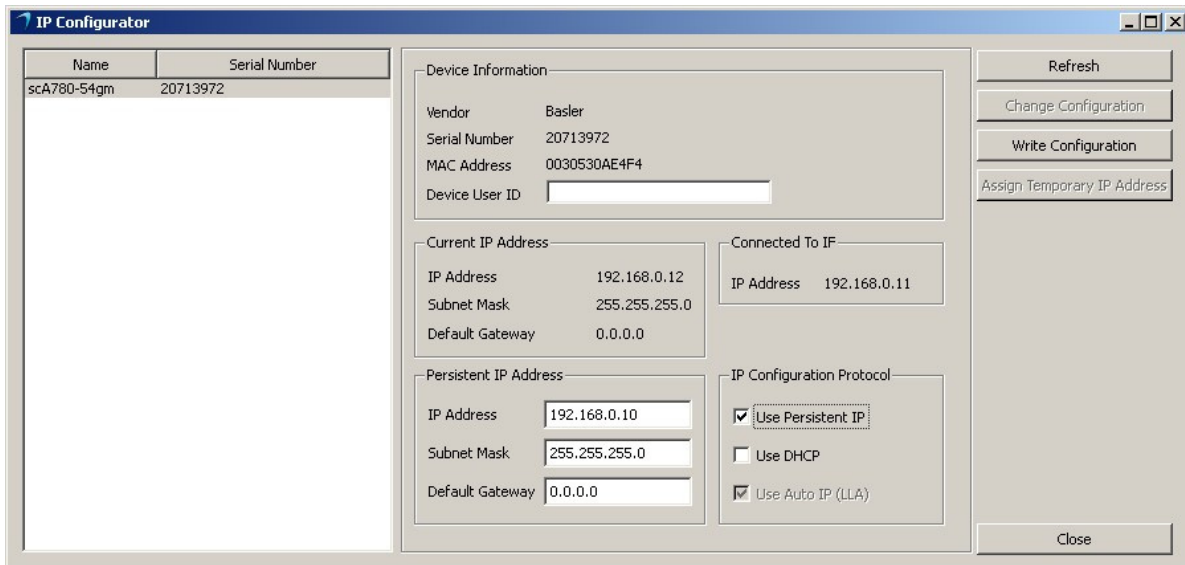 IP Configurator
Name Serial Number
scA780-54gm 20713972
Device Information
Vendor Basler
Serial Number 20713972
MAC Address 0030530AE4F4
Device User ID
Current IP Address
IP Address 192.168.0.12
Subnet Mask 255.255.255.0
Default Gateway 0.0.0.0
Connected To IF
IP Address 192.168.0.11
Persistent IP Address
IP Address 192.168.0.10
Subnet Mask 255.255.255.0
Default Gateway 0.0.0.0
IP Configuration Protocol
Use Persistent IP
Use DHCP
Use Auto IP (LLA)
Refresh
Change Configuration
Write Configuration
Assign Temporary IP Address
Close